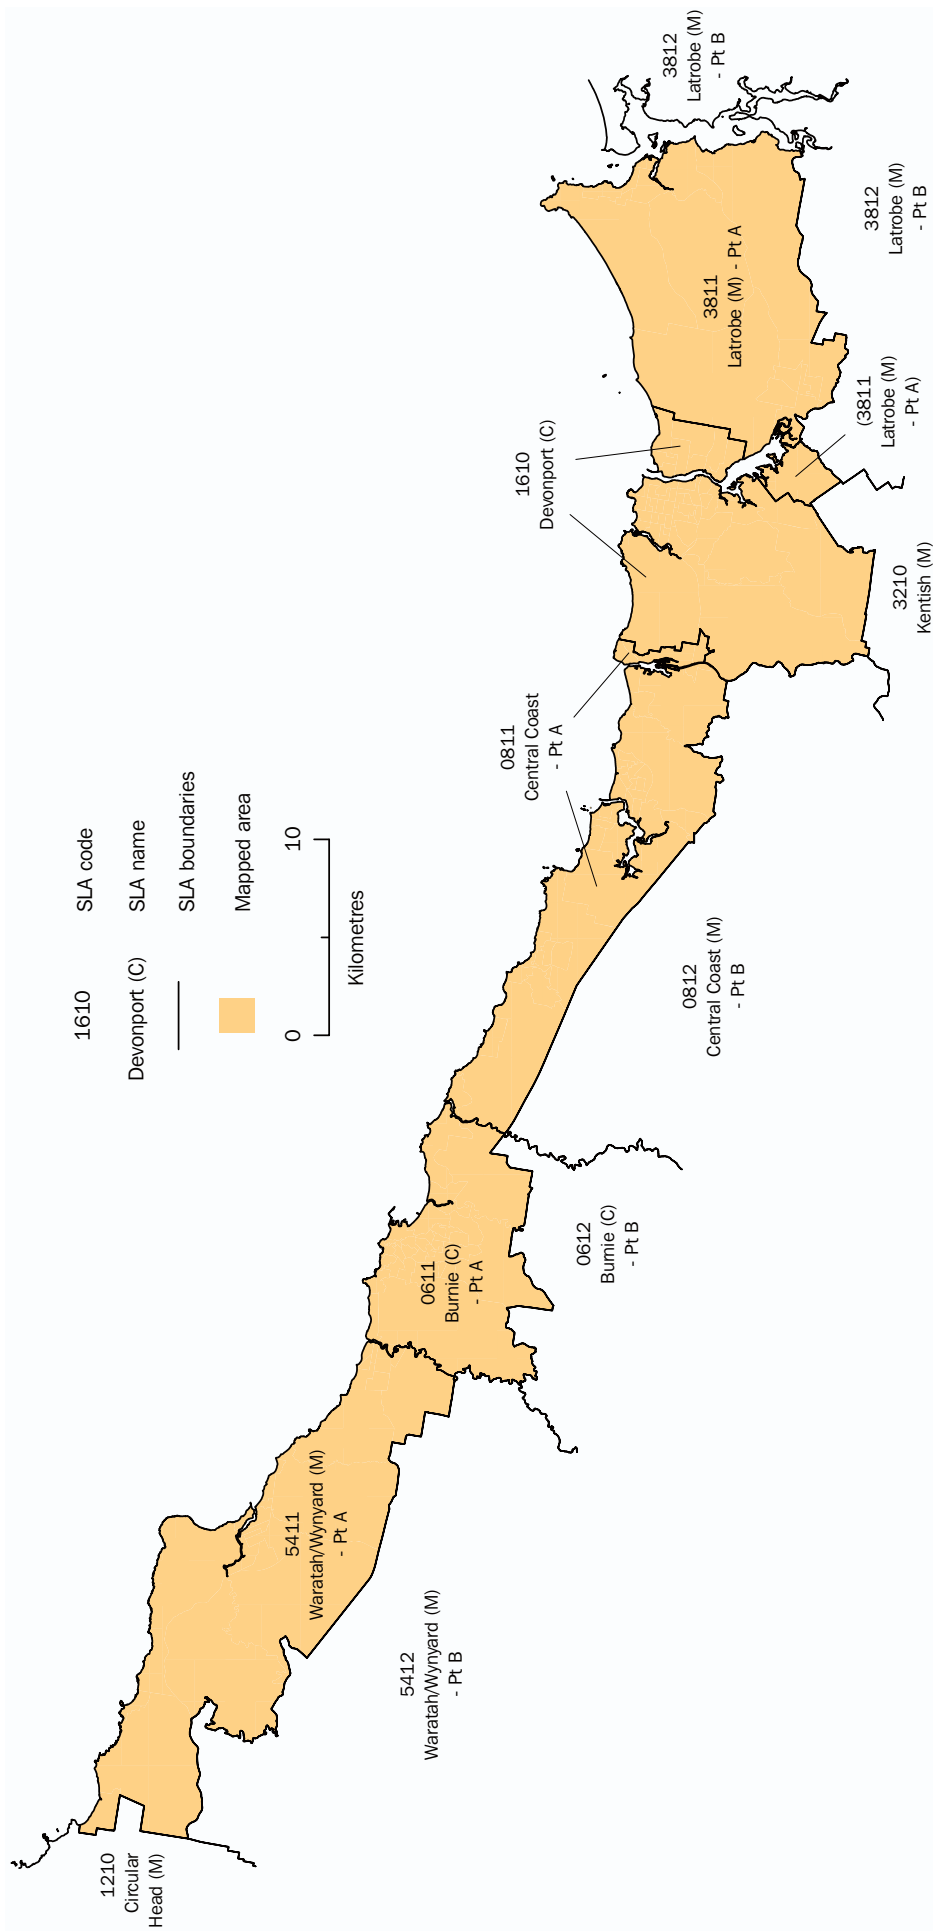 1610
SLA code
Devonport (C)
SLA name
SLA boundaries
Mapped area
0
10
Kilometres
1210
Circular
Head (M)
5411
Waratah/Wynyard (M)
- Pt A
5412
Waratah/Wynyard (M)
- Pt B
0611
Burnie (C)
- Pt A
0612
Burnie (C)
- Pt B
0811
Central Coast
- Pt A
0812
Central Coast (M)
- Pt B
1610
Devonport (C)
3210
Kentish (M)
3811
Latrobe (M) - Pt A
(3811
Latrobe (M)
- Pt A)
3812
Latrobe (M)
- Pt B
3812
Latrobe (M)
- Pt B